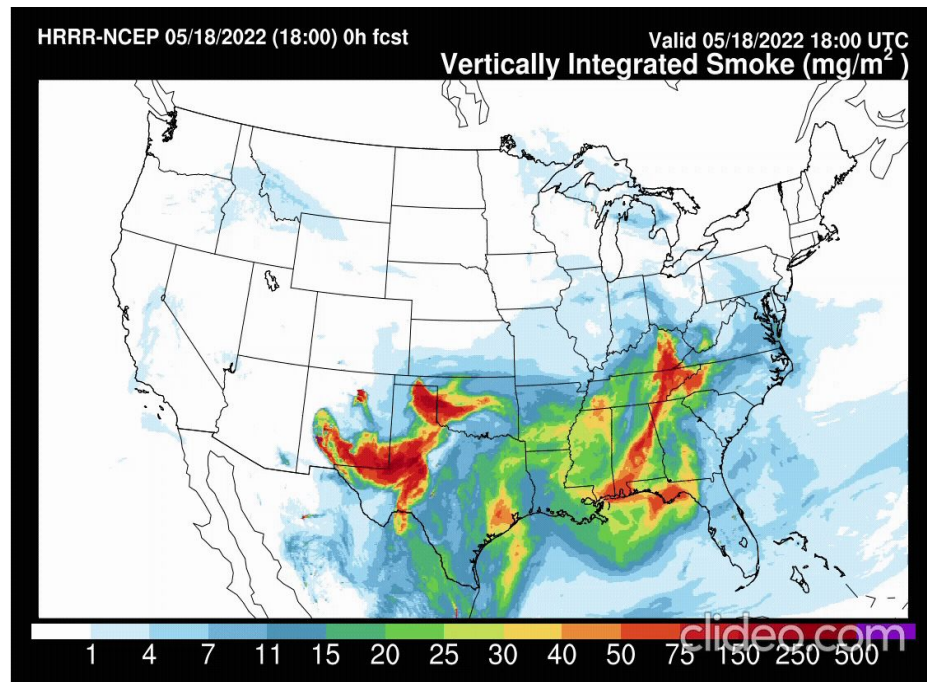 HRRR-NCEP 05/18/2022 (18:00) 0h fcst
Valid 05/18/2022 18:00 UTC
Vertically Integrated Smoke (mg/m²)
1 4 7 11 15 20 25 30 40 50 75 150 250 500
clideo.com